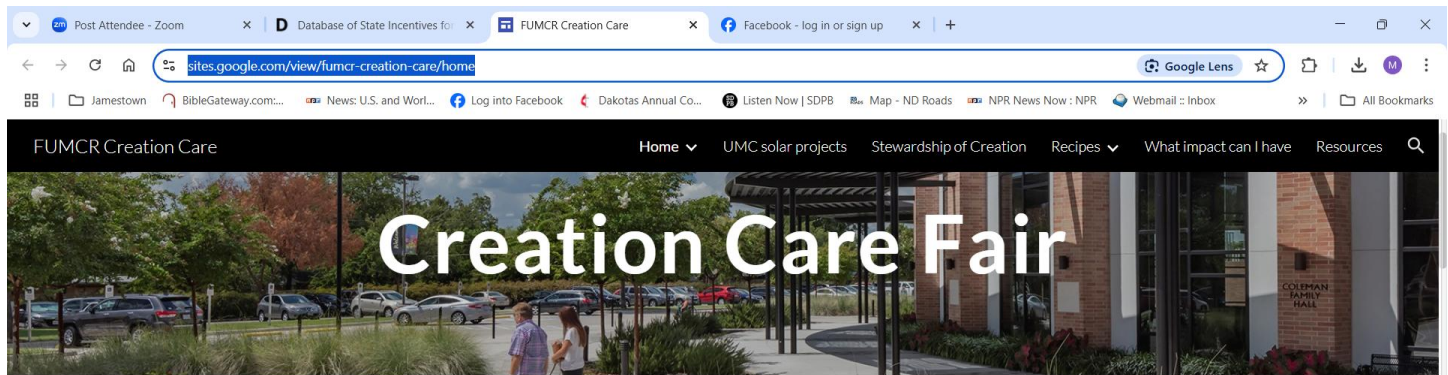 Post Attendee - Zoom Database of State Incentives for FUMCR Creation Care Facebook - log in or sign up
sites.google.com/view/fumcr-creation-care/home Google Lens M
Jamestown BibleGateway.com:... News: U.S. and Worl... Log into Facebook Dakotas Annual Co... Listen Now | SDPB Map - ND Roads NPR News Now : NPR Webmail :: Inbox » All Bookmarks
FUMCR Creation Care Home UMC solar projects Stewardship of Creation Recipes What impact can I have Resources
Creation Care Fair
COLEMAN
FAMILY
HALL